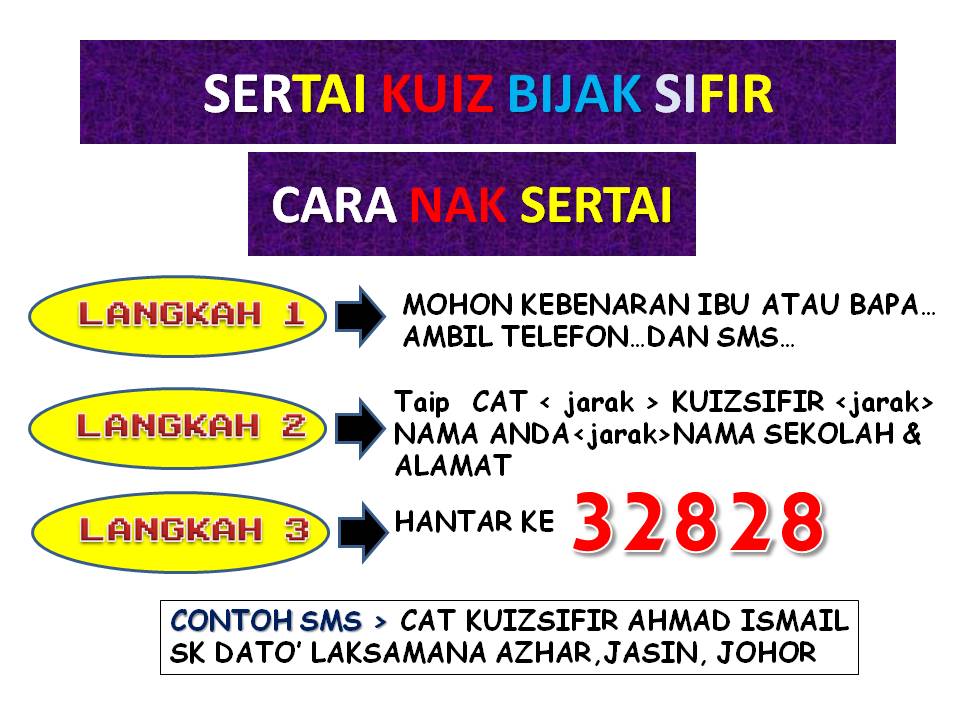 SERTAI KUIZ BIJAK SIFIR
CARA NAK SERTAI
LANGKAH 1
MOHON KEBENARAN IBU ATAU BAPA…
AMBIL TELEFON…DAN SMS…
LANGKAH 2
Taip CAT < jarak > KUIZSIFIR <jarak>
NAMA ANDA<jarak>NAMA SEKOLAH &
ALAMAT
LANGKAH 3
HANTAR KE 32828
CONTOH SMS > CAT KUIZSIFIR AHMAD ISMAIL
SK DATO’ LAKSAMANA AZHAR,JASIN, JOHOR